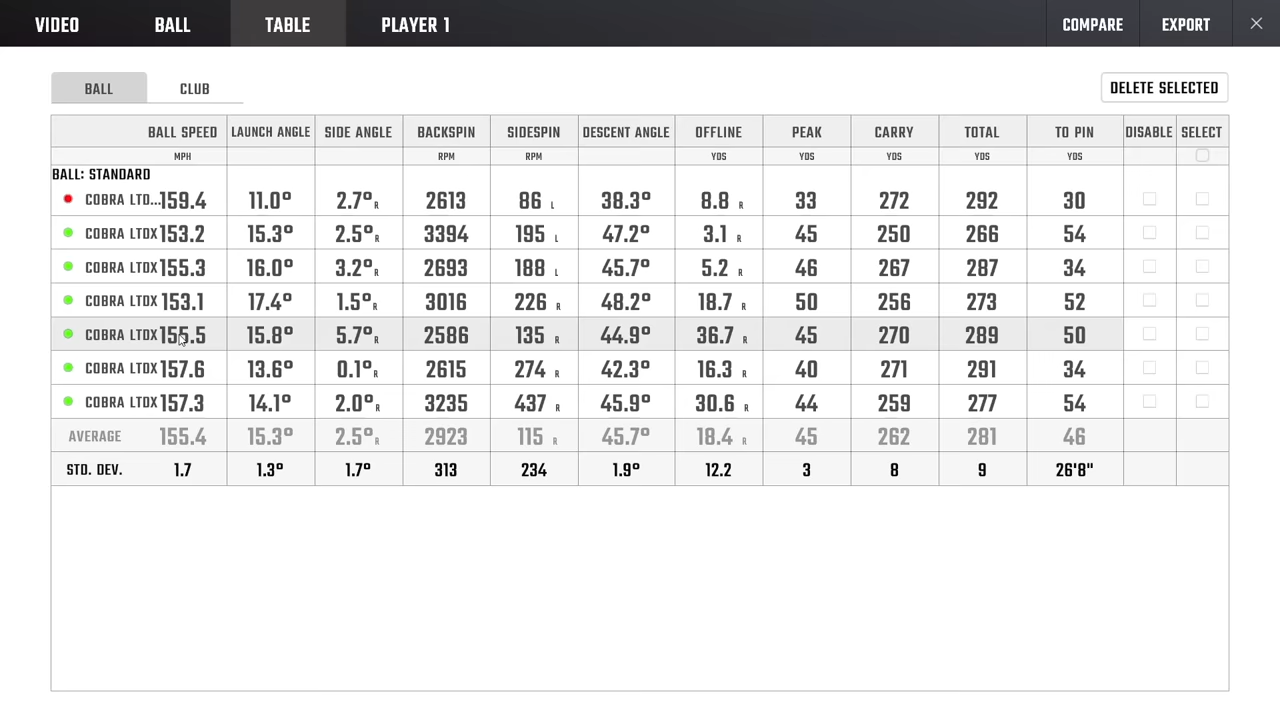 VIDEO BALL TABLE PLAYER 1 COMPARE EXPORT
BALL CLUB DELETE SELECTED
BALL SPEED LAUNCH ANGLE SIDE ANGLE BACKSPIN SIDESPIN DESCENT ANGLE OFFLINE PEAK CARRY TOTAL TO PIN DISABLE SELECT
MPH RPM RPM YDS YDS YDS YDS YDS
BALL: STANDARD
COBRA LTD... 159.4 11.0° 2.7° R 2613 86 L 38.3° 8.8 R 33 272 292 30
COBRA LTDX 153.2 15.3° 2.5° R 3394 195 L 47.2° 3.1 R 45 250 266 54
COBRA LTDX 155.3 16.0° 3.2° R 2693 188 L 45.7° 5.2 R 46 267 287 34
COBRA LTDX 153.1 17.4° 1.5° R 3016 226 R 48.2° 18.7 R 50 256 273 52
COBRA LTDX 155.5 15.8° 5.7° R 2586 135 R 44.9° 36.7 R 45 270 289 50
COBRA LTDX 157.6 13.6° 0.1° R 2615 274 R 42.3° 16.3 R 40 271 291 34
COBRA LTDX 157.3 14.1° 2.0° R 3235 437 R 45.9° 30.6 R 44 259 277 54
AVERAGE 155.4 15.3° 2.5° R 2923 115 R 45.7° 18.4 R 45 262 281 46
STD. DEV. 1.7 1.3° 1.7° 313 234 1.9° 12.2 3 8 9 26'8"